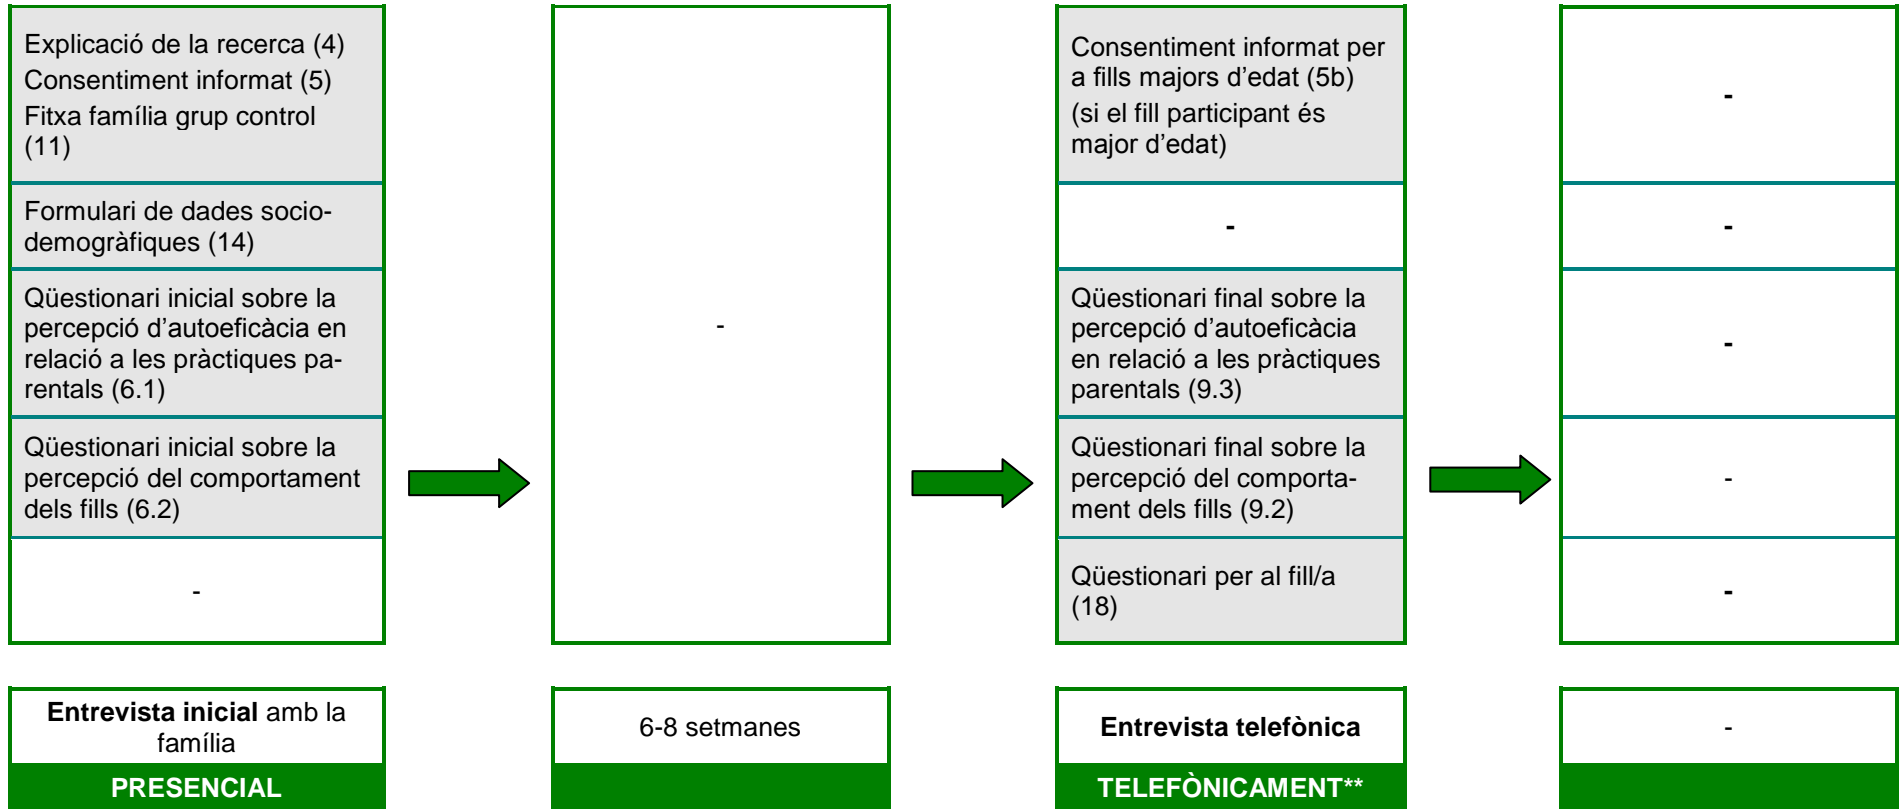 Explicació de la recerca (4)
Consentiment informat (5)
Fitxa família grup control
(11)
Formulari de dades socio-
demogràfiques (14)
Qüestionari inicial sobre la
percepció d’autoeficàcia en
relació a les pràctiques pa-
rentals (6.1)
Qüestionari inicial sobre la
percepció del comportament
dels fills (6.2)
-
Entrevista inicial amb la
família
PRESENCIAL
-
6-8 setmanes
Consentiment informat per
a fills majors d’edat (5b)
(si el fill participant és
major d’edat)
-
Qüestionari final sobre la
percepció d’autoeficàcia
en relació a les pràctiques
parentals (9.3)
Qüestionari final sobre la
percepció del comporta-
ment dels fills (9.2)
Qüestionari per al fill/a
(18)
Entrevista telefònica
TELEFÒNICAMENT**
-
-
-
-
-
-